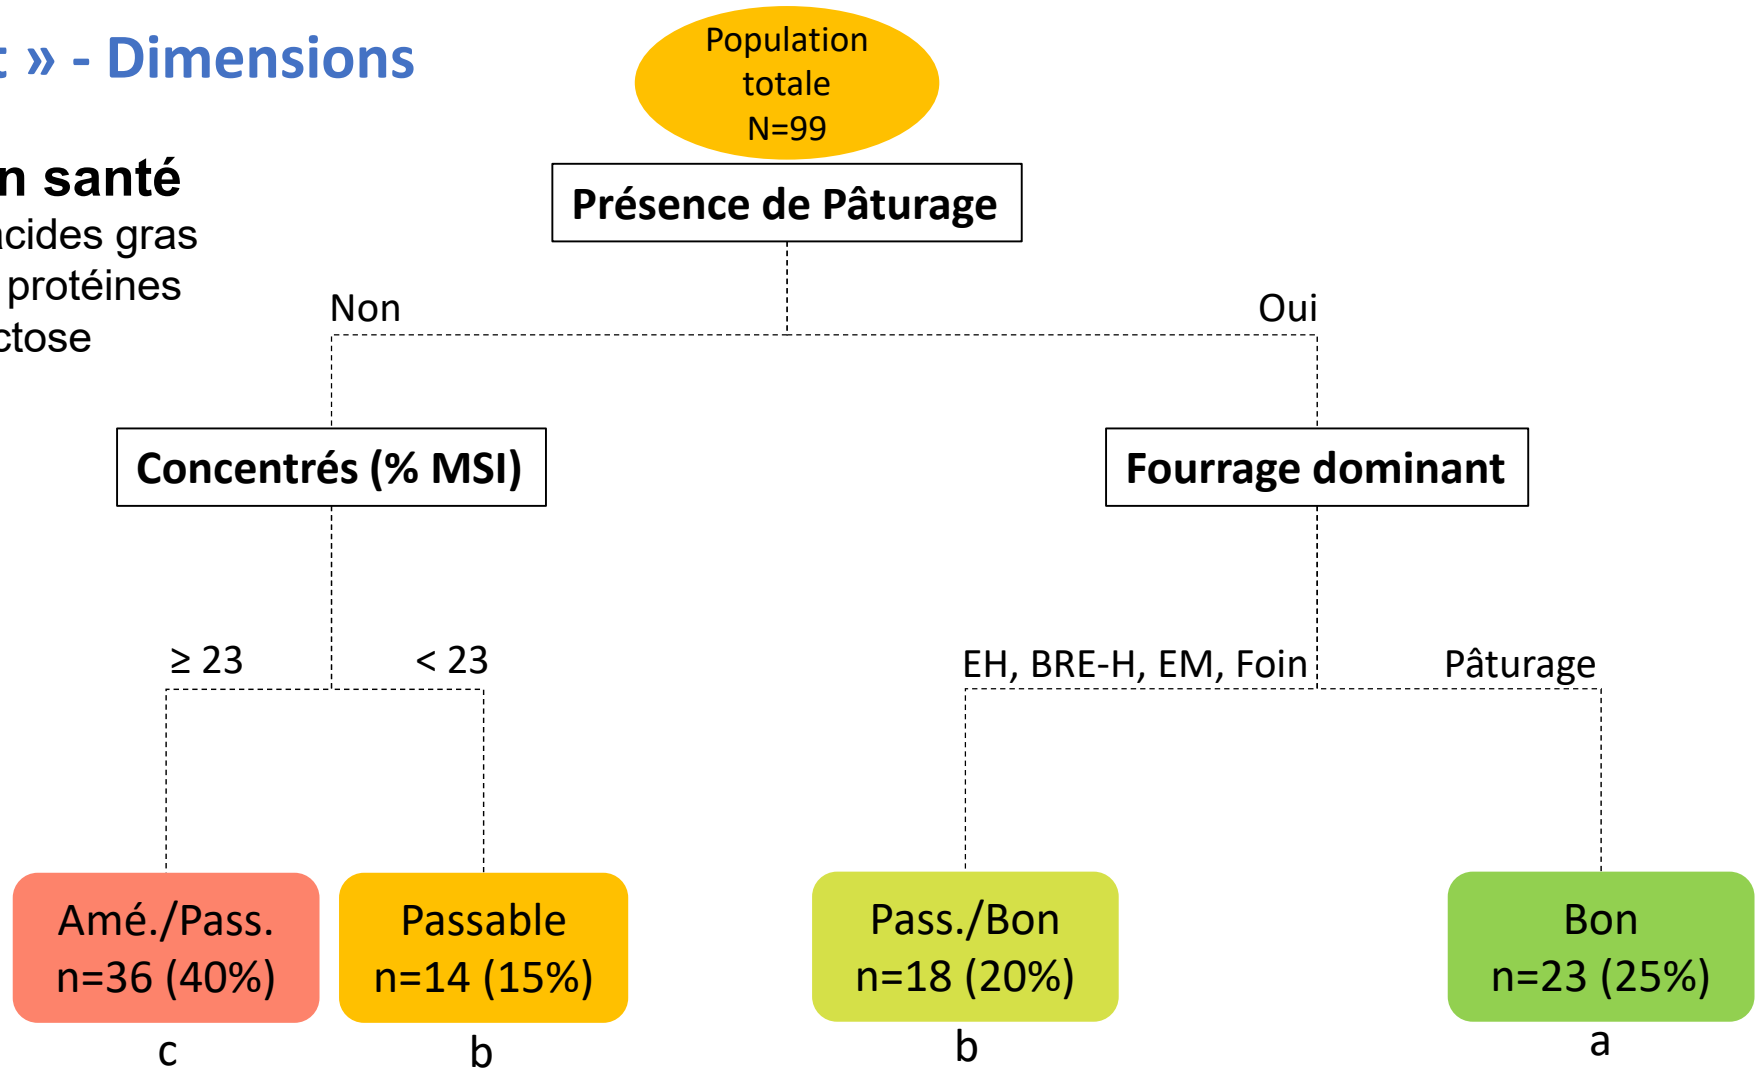 t » - Dimensions
Population
totale
N=99
n santé
acides gras
protéines
ctose
Présence de Pâturage
Non
Oui
Concentrés (% MSI)
Fourrage dominant
≥ 23
< 23
EH, BRE-H, EM, Foin
Pâturage
Amé./Pass.
n=36 (40%)
c
Passable
n=14 (15%)
b
Pass./Bon
n=18 (20%)
b
Bon
n=23 (25%)
a